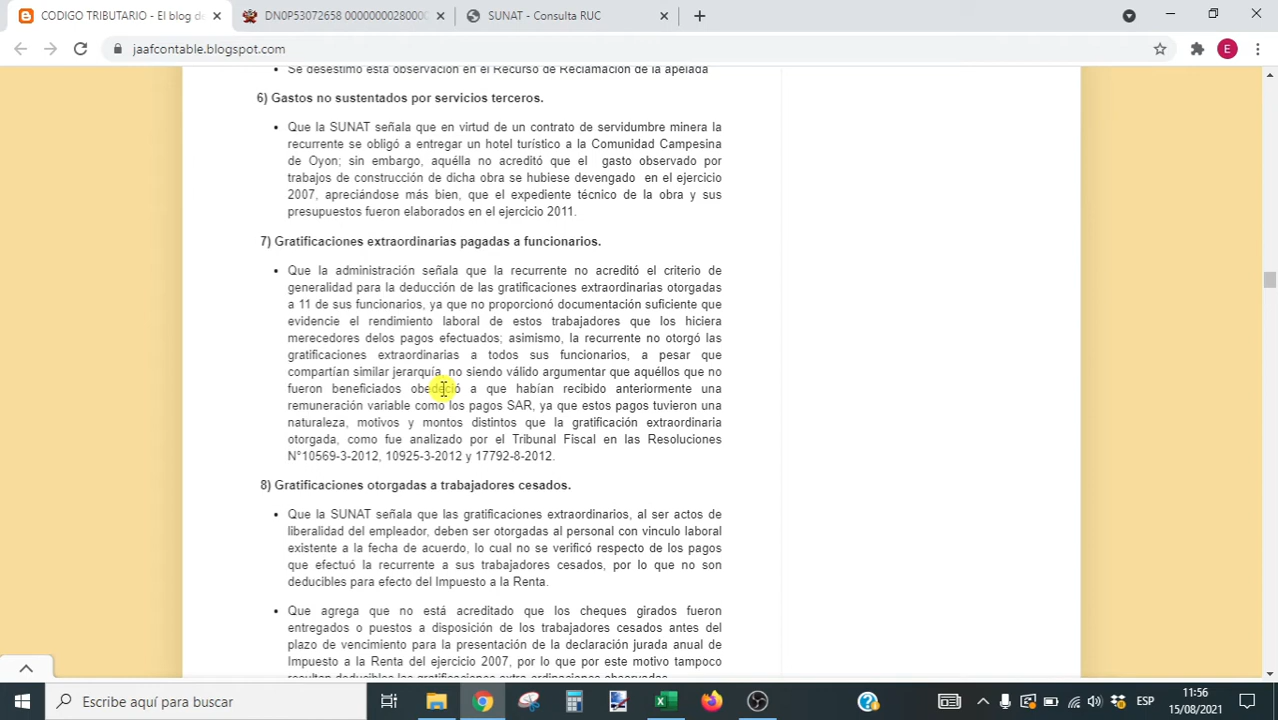 CODIGO TRIBUTARIO - El blog de
DN0P53072658 00000000280000
SUNAT - Consulta RUC
jaafcontable.blogspot.com
E
Se desestimo esta observación en el Recurso de Reclamación de la apelada
6) Gastos no sustentados por servicios terceros.
Que la SUNAT señala que en virtud de un contrato de servidumbre minera la
recurrente se obligó a entregar un hotel turístico a la Comunidad Campesina
de Oyon; sin embargo, aquélla no acreditó que el gasto observado por
trabajos de construcción de dicha obra se hubiese devengado en el ejercicio
2007, apreciándose más bien, que el expediente técnico de la obra y sus
presupuestos fueron elaborados en el ejercicio 2011.
7) Gratificaciones extraordinarias pagadas a funcionarios.
Que la administración señala que la recurrente no acreditó el criterio de
generalidad para la deducción de las gratificaciones extraordinarias otorgadas
a 11 de sus funcionarios, ya que no proporcionó documentación suficiente que
evidencie el rendimiento laboral de estos trabajadores que los hiciera
merecedores delos pagos efectuados; asimismo, la recurrente no otorgó las
gratificaciones extraordinarias a todos sus funcionarios, a pesar que
compartían similar jerarquía, no siendo válido argumentar que aquéllos que no
fueron beneficiados obedeció a que habían recibido anteriormente una
remuneración variable como los pagos SAR, ya que estos pagos tuvieron una
naturaleza, motivos y montos distintos que la gratificación extraordinaria
otorgada, como fue analizado por el Tribunal Fiscal en las Resoluciones
N°10569-3-2012, 10925-3-2012 y 17792-8-2012.
8) Gratificaciones otorgadas a trabajadores cesados.
Que la SUNAT señala que las gratificaciones extraordinarios, al ser actos de
liberalidad del empleador, deben ser otorgadas al personal con vinculo laboral
existente a la fecha de acuerdo, lo cual no se verificó respecto de los pagos
que efectuó la recurrente a sus trabajadores cesados, por lo que no son
deducibles para efecto del Impuesto a la Renta.
Que agrega que no está acreditado que los cheques girados fueron
entregados o puestos a disposición de los trabajadores cesados antes del
plazo de vencimiento para la presentación de la declaración jurada anual de
Impuesto a la Renta del ejercicio 2007, por lo que por este motivo tampoco
resultan deducibles las gratificaciones extra ordinaciones observadas
Escribe aquí para buscar
ESP
11:56
15/08/2021